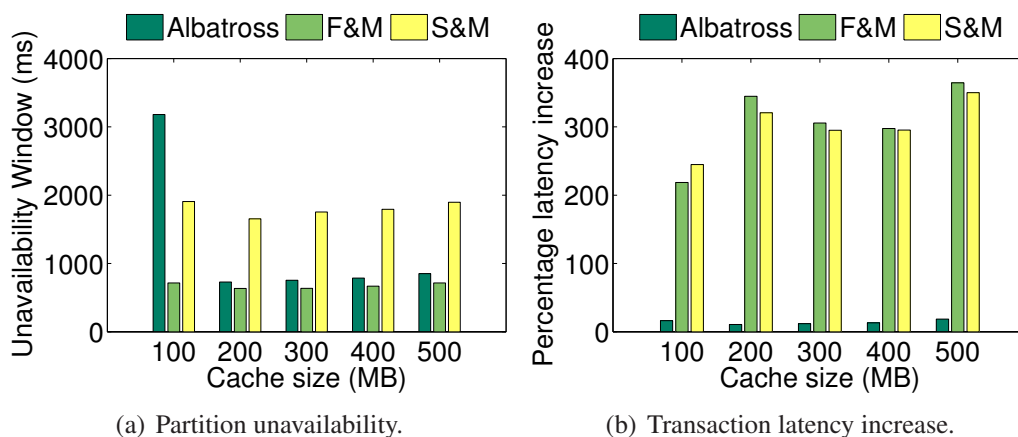 Albatross F&M S&M
Unavailability Window (ms)
4000
3000
2000
1000
0
100 200 300 400 500
Cache size (MB)
(a) Partition unavailability.
Albatross F&M S&M
Percentage latency increase
400
300
200
100
0
100 200 300 400 500
Cache size (MB)
(b) Transaction latency increase.